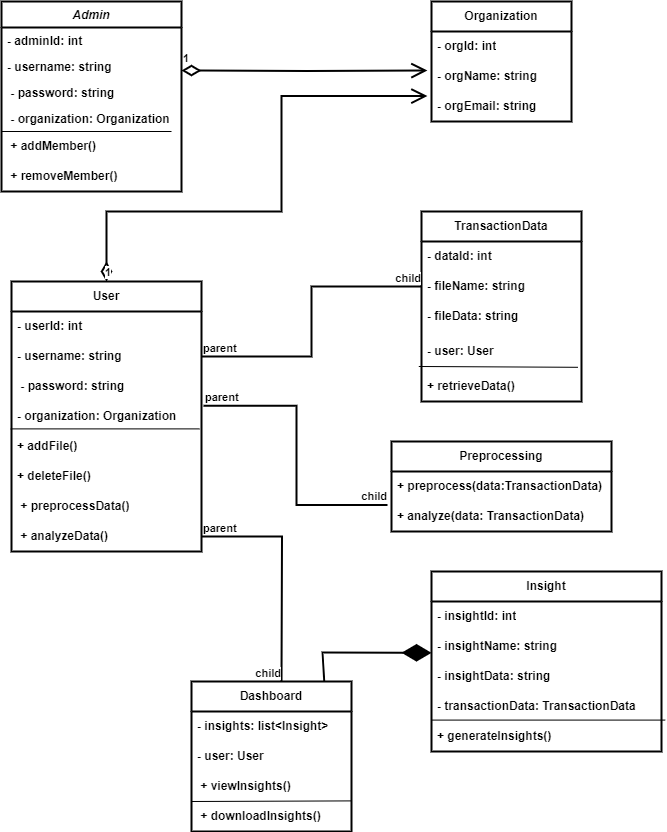 Admin
- adminId: int
- username: string
- password: string
- organization: Organization
+ addMember()
+ removeMember()
Organization
- orgId: int
- orgName: string
- orgEmail: string
1
1
User
- userId: int
- username: string
- password: string
- organization: Organization
+ addFile()
+ deleteFile()
+ preprocessData()
+ analyzeData()
TransactionData
- dataId: int
- fileName: string
- fileData: string
- user: User
+ retrieveData()
child
parent
parent
child
Preprocessing
+ preprocess(data:TransactionData)
+ analyze(data: TransactionData)
parent
child
Insight
- insightId: int
- insightName: string
- insightData: string
- transactionData: TransactionData
+ generateInsights()
Dashboard
- insights: list<Insight>
- user: User
+ viewInsights()
+ downloadInsights()